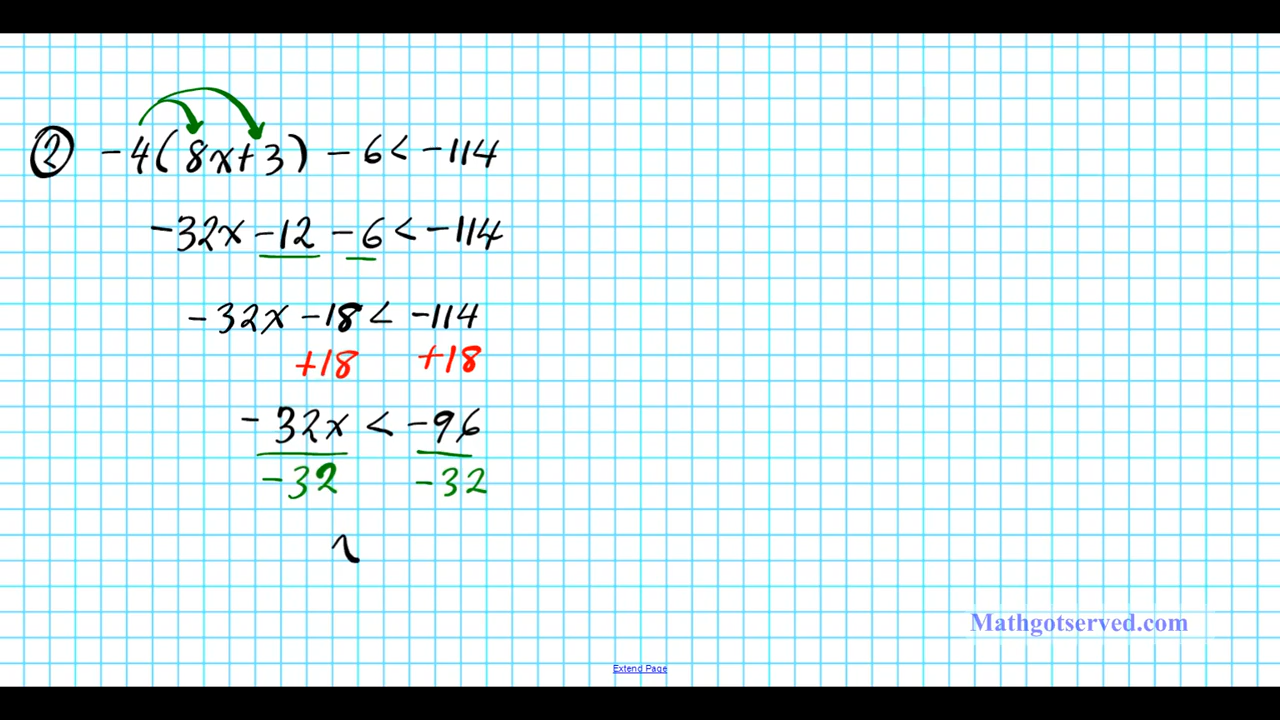 ② -4(8x+3) - 6 < -114
-32x -12 - 6 < -114
-32x - 18 < -114
+18 +18
-32x < -96
-32 -32
Mathgotserved.com
Extend Page